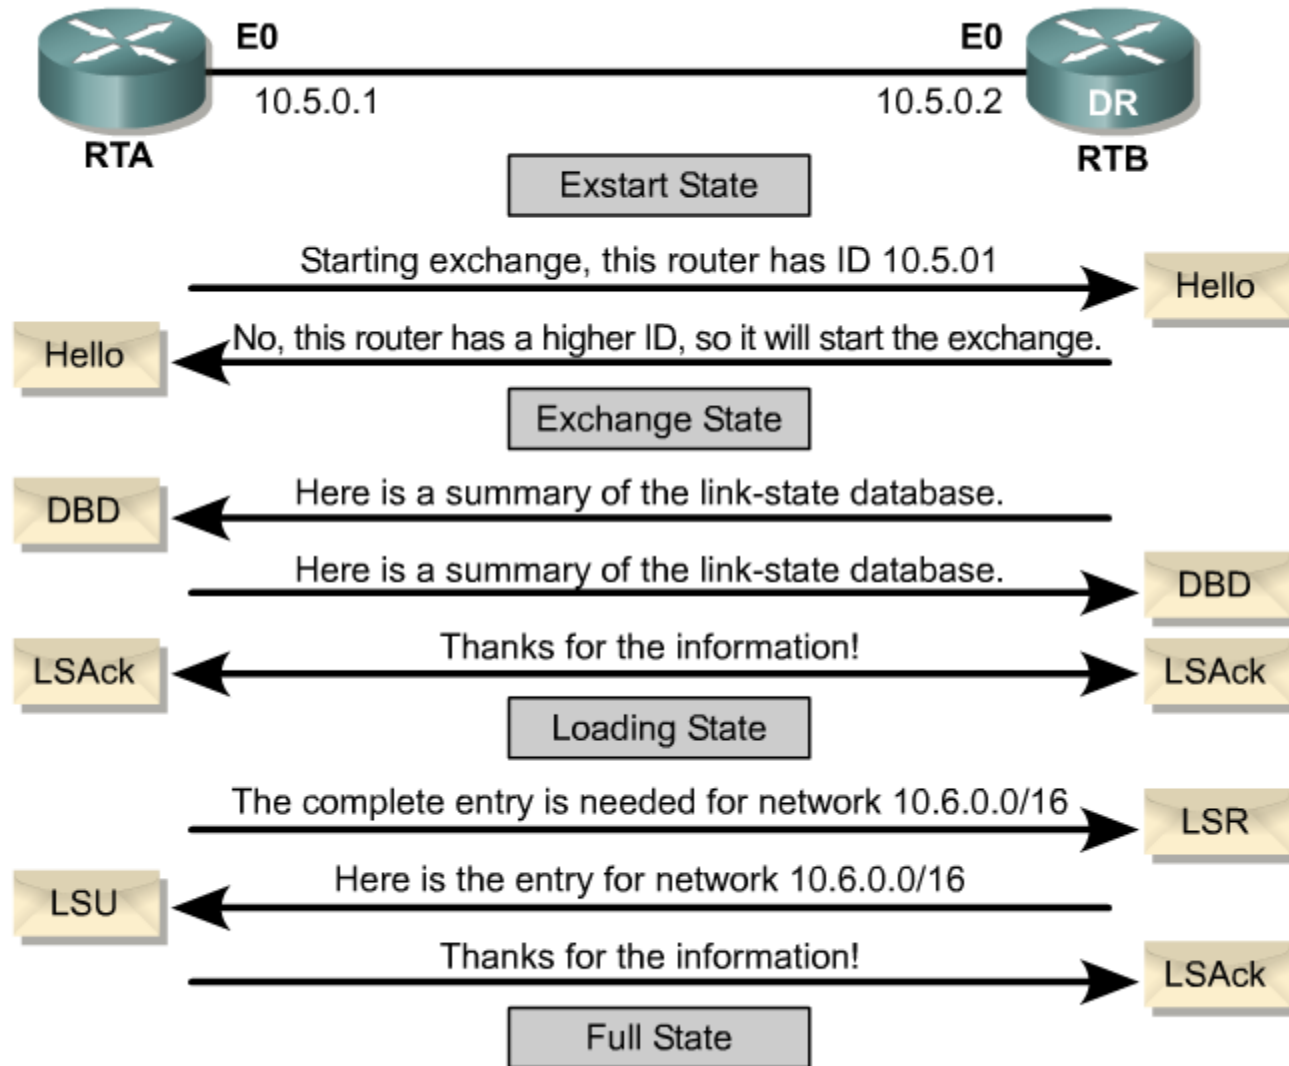 E0
E0
10.5.0.1
10.5.0.2
DR
RTA
RTB
Exstart State
Starting exchange, this router has ID 10.5.01
Hello
No, this router has a higher ID, so it will start the exchange.
Hello
Exchange State
Here is a summary of the link-state database.
DBD
Here is a summary of the link-state database.
DBD
Thanks for the information!
LSAck
LSAck
Loading State
The complete entry is needed for network 10.6.0.0/16
LSR
Here is the entry for network 10.6.0.0/16
LSU
Thanks for the information!
LSAck
Full State